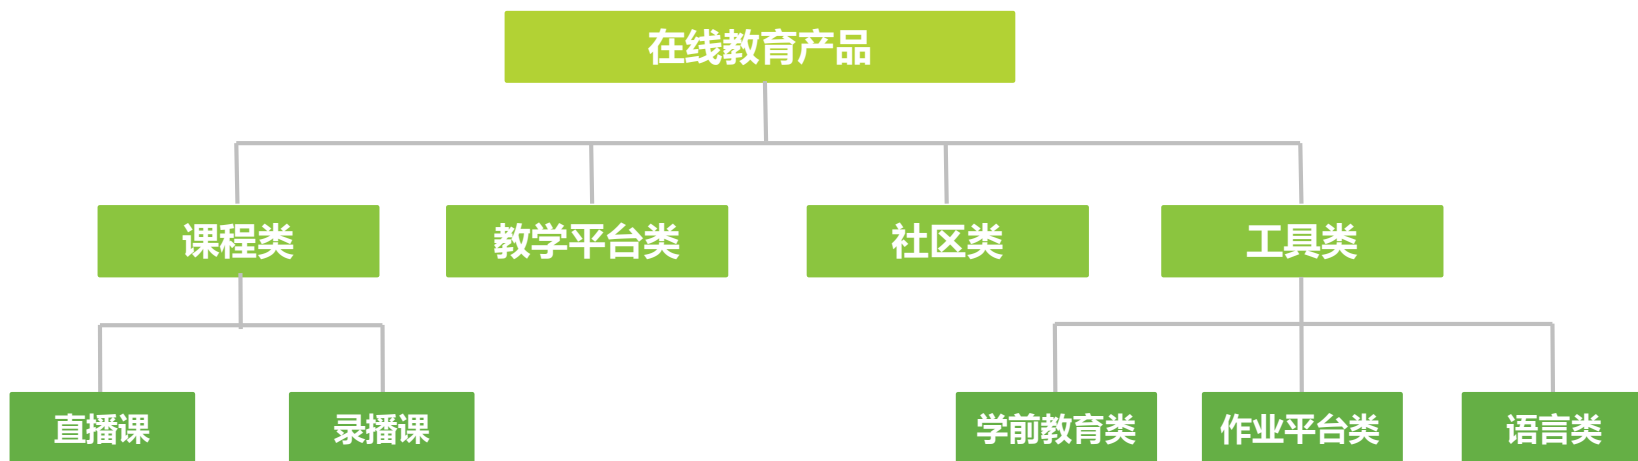 在线教育产品
课程类
教学平台类
社区类
工具类
直播课
录播课
学前教育类
作业平台类
语言类